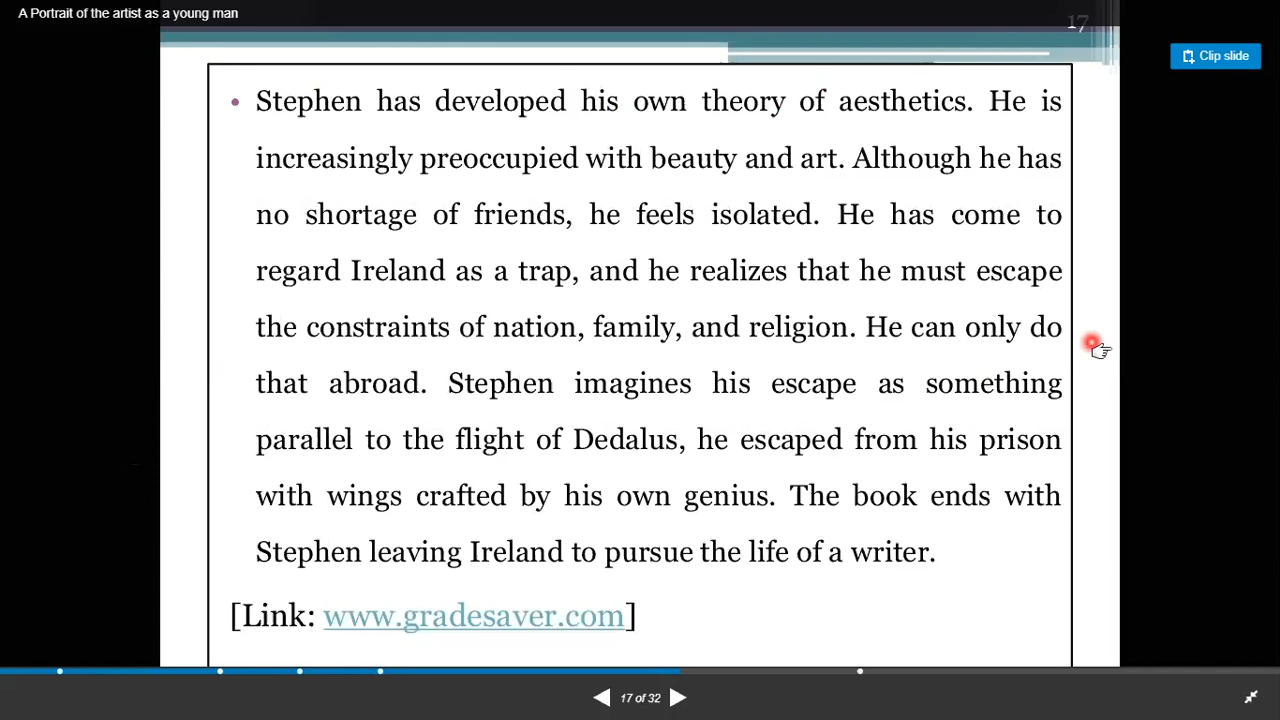 A Portrait of the artist as a young man
17
Clip slide
• Stephen has developed his own theory of aesthetics. He is
increasingly preoccupied with beauty and art. Although he has
no shortage of friends, he feels isolated. He has come to
regard Ireland as a trap, and he realizes that he must escape
the constraints of nation, family, and religion. He can only do
that abroad. Stephen imagines his escape as something
parallel to the flight of Dedalus, he escaped from his prison
with wings crafted by his own genius. The book ends with
Stephen leaving Ireland to pursue the life of a writer.
[Link: www.gradesaver.com]
17 of 32